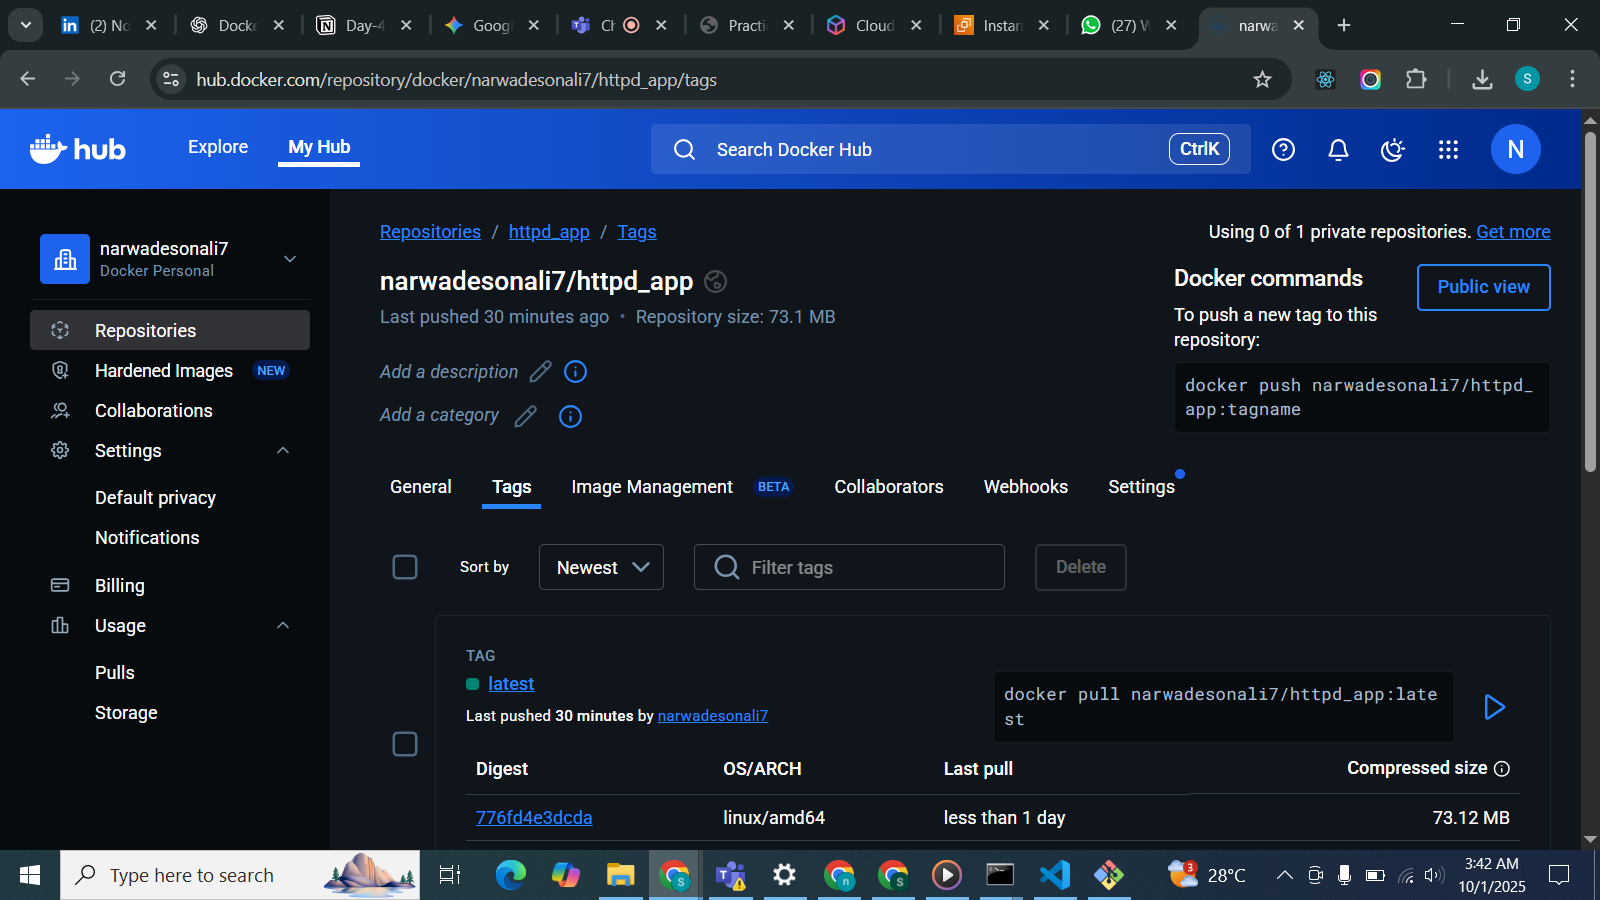 (2) No
Docke
Day-4
Googl
Ch
Practi
Cloud
Instan
(27) W
narwa
hub.docker.com/repository/docker/narwadesonali7/httpd_app/tags
S
hub
Explore
My Hub
Search Docker Hub
CtrlK
N
narwadesonali7
Docker Personal
Repositories
Hardened Images NEW
Collaborations
Settings
Default privacy
Notifications
Billing
Usage
Pulls
Storage
Repositories / httpd_app / Tags
Using 0 of 1 private repositories. Get more
narwadesonali7/httpd_app
Last pushed 30 minutes ago • Repository size: 73.1 MB
Add a description
Add a category
Docker commands
Public view
To push a new tag to this
repository:
docker push narwadesonali7/httpd_
app:tagname
General
Tags
Image Management BETA
Collaborators
Webhooks
Settings
Sort by
Newest
Filter tags
Delete
TAG
latest
Last pushed 30 minutes by narwadesonali7
docker pull narwadesonali7/httpd_app:late
st
Digest OS/ARCH Last pull Compressed size
776fd4e3dcda linux/amd64 less than 1 day 73.12 MB
Type here to search
S
n
S
3
28°C
3:42 AM
10/1/2025